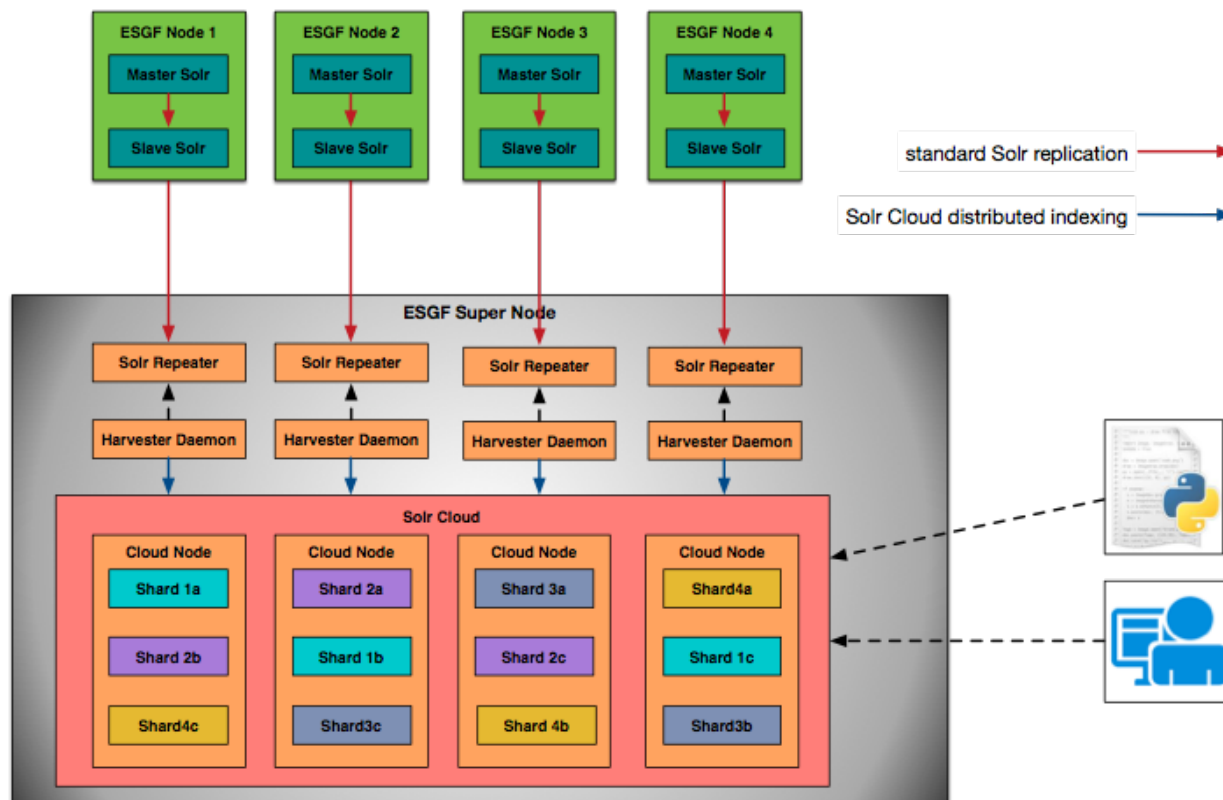 ESGF Node 1
ESGF Node 2
ESGF Node 3
ESGF Node 4
Master Solr
Master Solr
Master Solr
Master Solr
Slave Solr
Slave Solr
Slave Solr
Slave Solr
standard Solr replication
Solr Cloud distributed indexing
ESGF Super Node
Solr Repeater
Solr Repeater
Solr Repeater
Solr Repeater
Harvester Daemon
Harvester Daemon
Harvester Daemon
Harvester Daemon
Solr Cloud
Cloud Node
Cloud Node
Cloud Node
Cloud Node
Shard 1a
Shard 2a
Shard 3a
Shard4a
Shard 2b
Shard 1b
Shard 2c
Shard 1c
Shard4c
Shard3c
Shard 4b
Shard3b